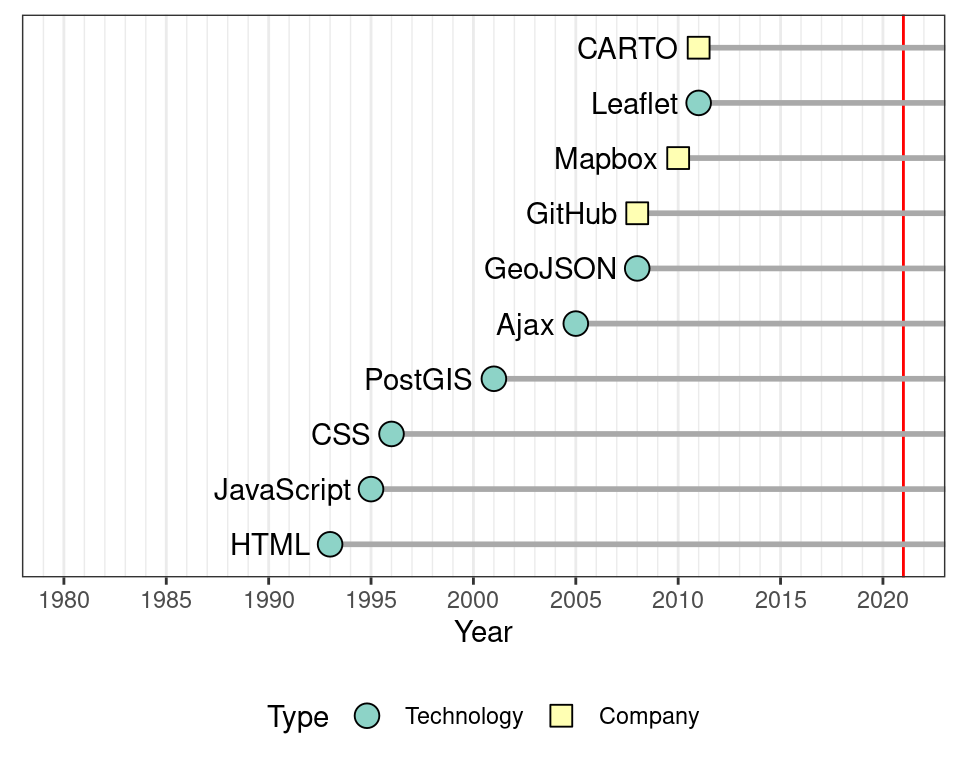 CARTO
Leaflet
Mapbox
GitHub
GeoJSON
Ajax
PostGIS
CSS
JavaScript
HTML
1980 1985 1990 1995 2000 2005 2010 2015 2020
Year
Type Technology Company